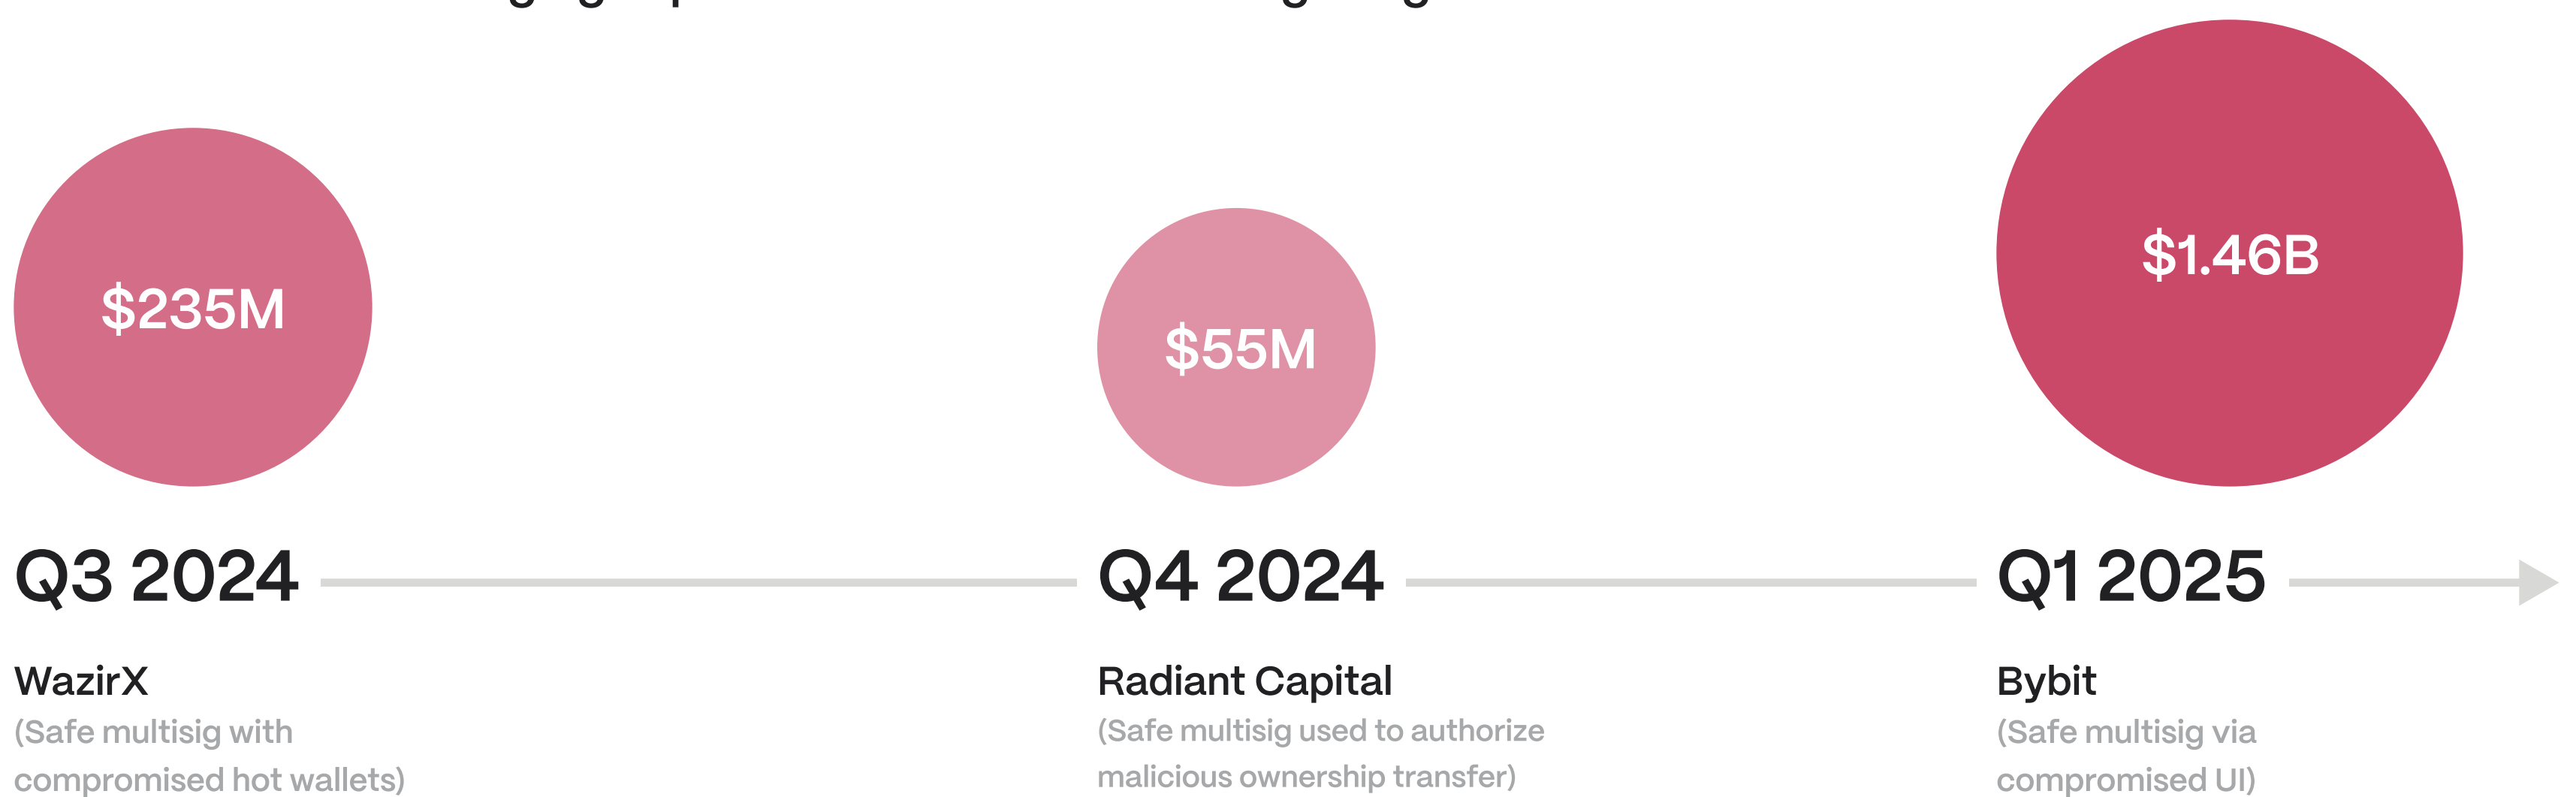 $235M
$55M
$1.46B
Q3 2024
Q4 2024
Q1 2025
WazirX
(Safe multisig with
compromised hot wallets)
Radiant Capital
(Safe multisig used to authorize
malicious ownership transfer)
Bybit
(Safe multisig via
compromised UI)